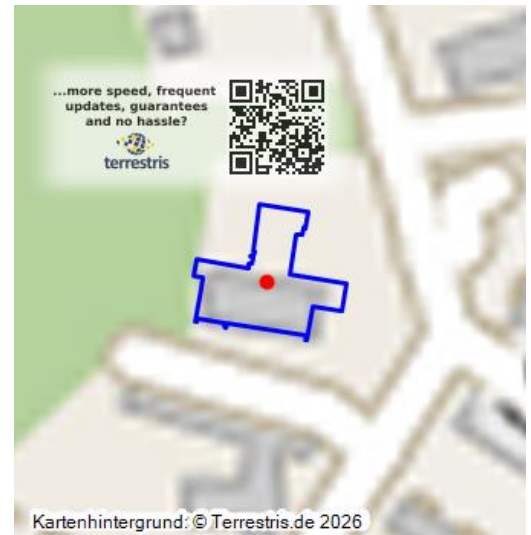 ...more speed, frequent
updates, guarantees
and no hassle?
terrestris
Kartenhintergrund: © Terrestris.de 2026